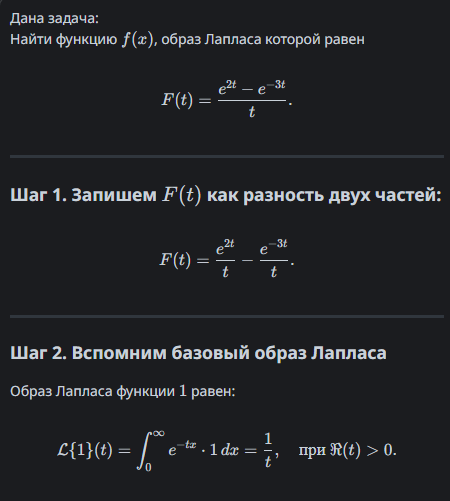 Дана задача:
Найти функцию f(x), образ Лапласа которой равен
F(t) = \frac{e^{2t} - e^{-3t}}{t}.
Шаг 1. Запишем F(t) как разность двух частей:
F(t) = \frac{e^{2t}}{t} - \frac{e^{-3t}}{t}.
Шаг 2. Вспомним базовый образ Лапласа
Образ Лапласа функции 1 равен:
\mathcal{L}\{1\}(t) = \int_0^\infty e^{-tx} \cdot 1\, dx = \frac{1}{t}, при \Re(t) > 0.